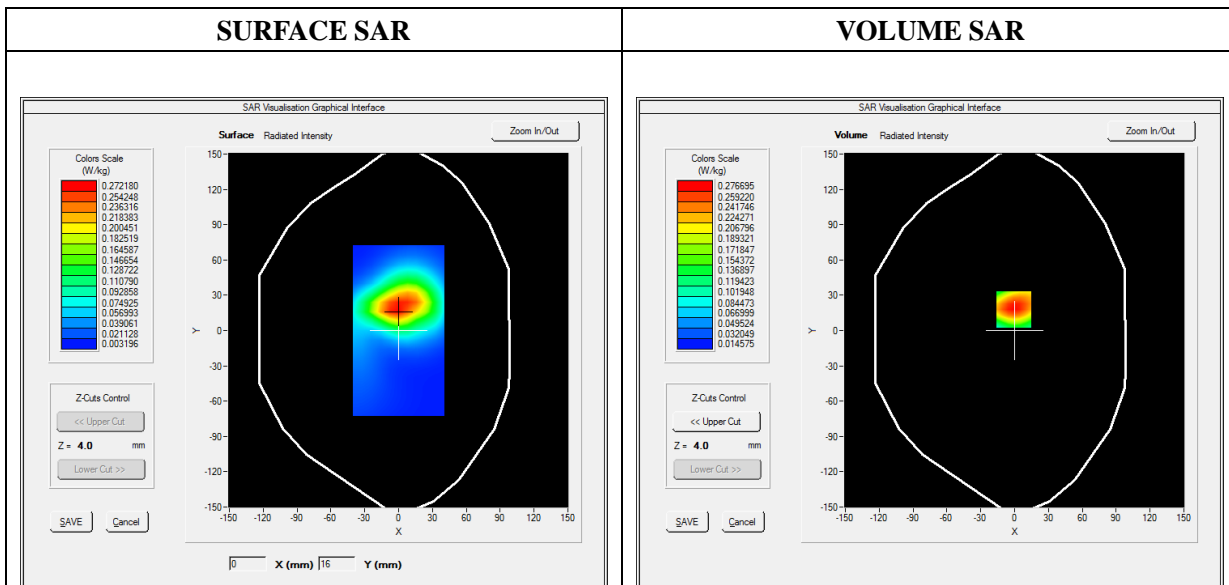 SURFACE SAR
VOLUME SAR
SAR Visualisation Graphical Interface
Surface Radiated Intensity
Zoom In/Out
Colors Scale
(W/kg)
0.272180
0.254248
0.236316
0.218383
0.200451
0.182519
0.164587
0.146654
0.128722
0.110790
0.092858
0.074925
0.056993
0.039061
0.021128
0.003196
Z-Cuts Control
<< Upper Cut
Z = 4.0 mm
Lower Cut >>
SAVE Cancel
150
120
90
60
30
0
-30
-60
-90
-120
-150
Y
-150 -120 -90 -60 -30 0 30 60 90 120 150
X
0 X (mm) 16 Y (mm)
SAR Visualisation Graphical Interface
Volume Radiated Intensity
Zoom In/Out
Colors Scale
(W/kg)
0.276695
0.259220
0.241746
0.224271
0.206796
0.189321
0.171847
0.154372
0.136897
0.119423
0.101948
0.084473
0.066999
0.049524
0.032049
0.014575
Z-Cuts Control
<< Upper Cut
Z = 4.0 mm
Lower Cut >>
SAVE Cancel
150
120
90
60
30
0
-30
-60
-90
-120
-150
Y
-150 -120 -90 -60 -30 0 30 60 90 120 150
X